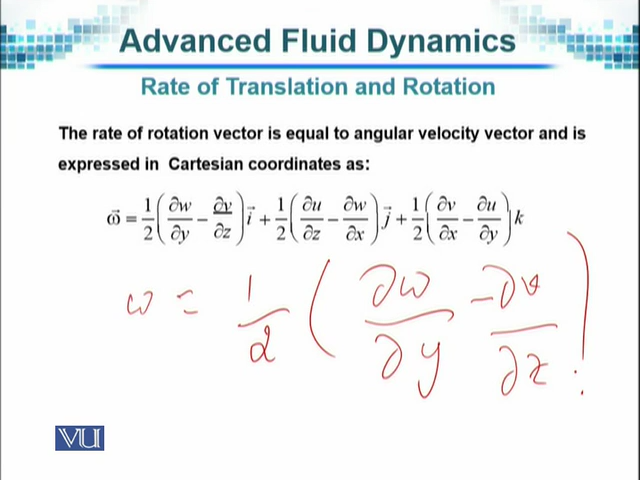 Advanced Fluid Dynamics
Rate of Translation and Rotation
The rate of rotation vector is equal to angular velocity vector and is
expressed in Cartesian coordinates as:
ω⃗ = 1/2 (∂w/∂y − ∂v/∂z) i⃗ + 1/2 (∂u/∂z − ∂w/∂x) j⃗ + 1/2 (∂v/∂x − ∂u/∂y) k
ω = 1/2 (∂w/∂y − ∂v/∂z)
VU